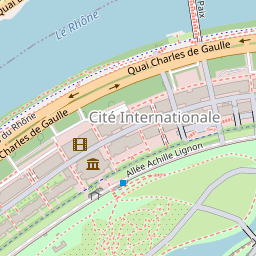 Le Rhône
Paix
Quai Charles de Gaulle
Charles de Gaulle
du Rhône
Cité Internationale
Allée Achille Lignon